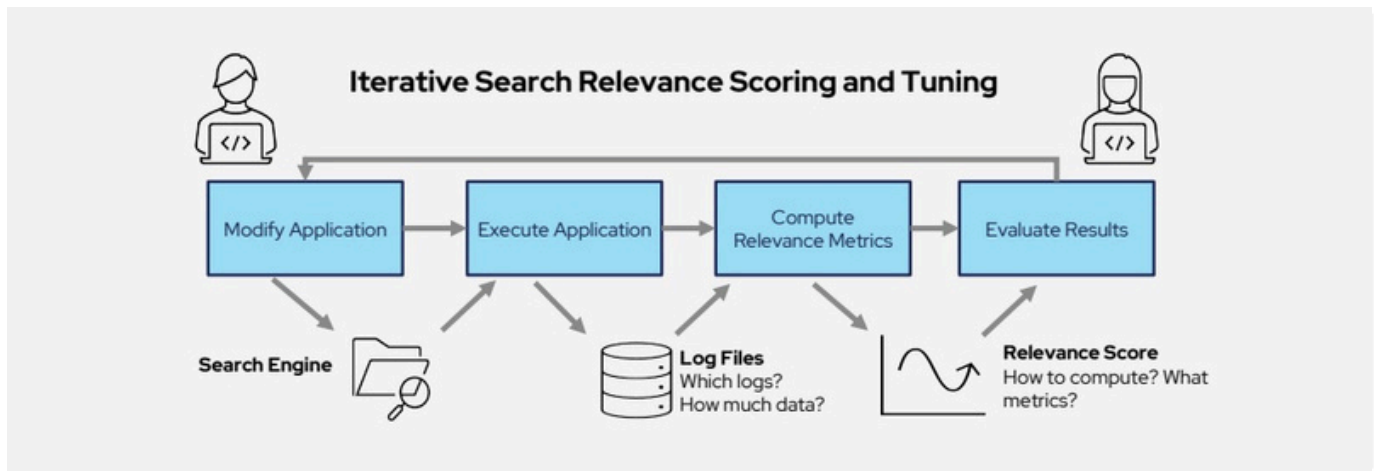 Iterative Search Relevance Scoring and Tuning
</>
</>
Modify Application
Execute Application
Compute
Relevance Metrics
Evaluate Results
Search Engine
Log Files
Which logs?
How much data?
Relevance Score
How to compute? What
metrics?